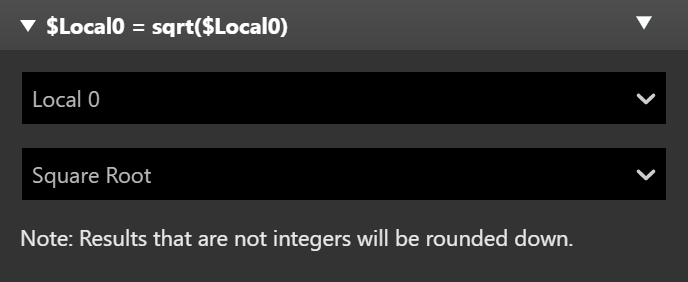 $Local0 = sqrt($Local0)
Local 0
Square Root
Note: Results that are not integers will be rounded down.